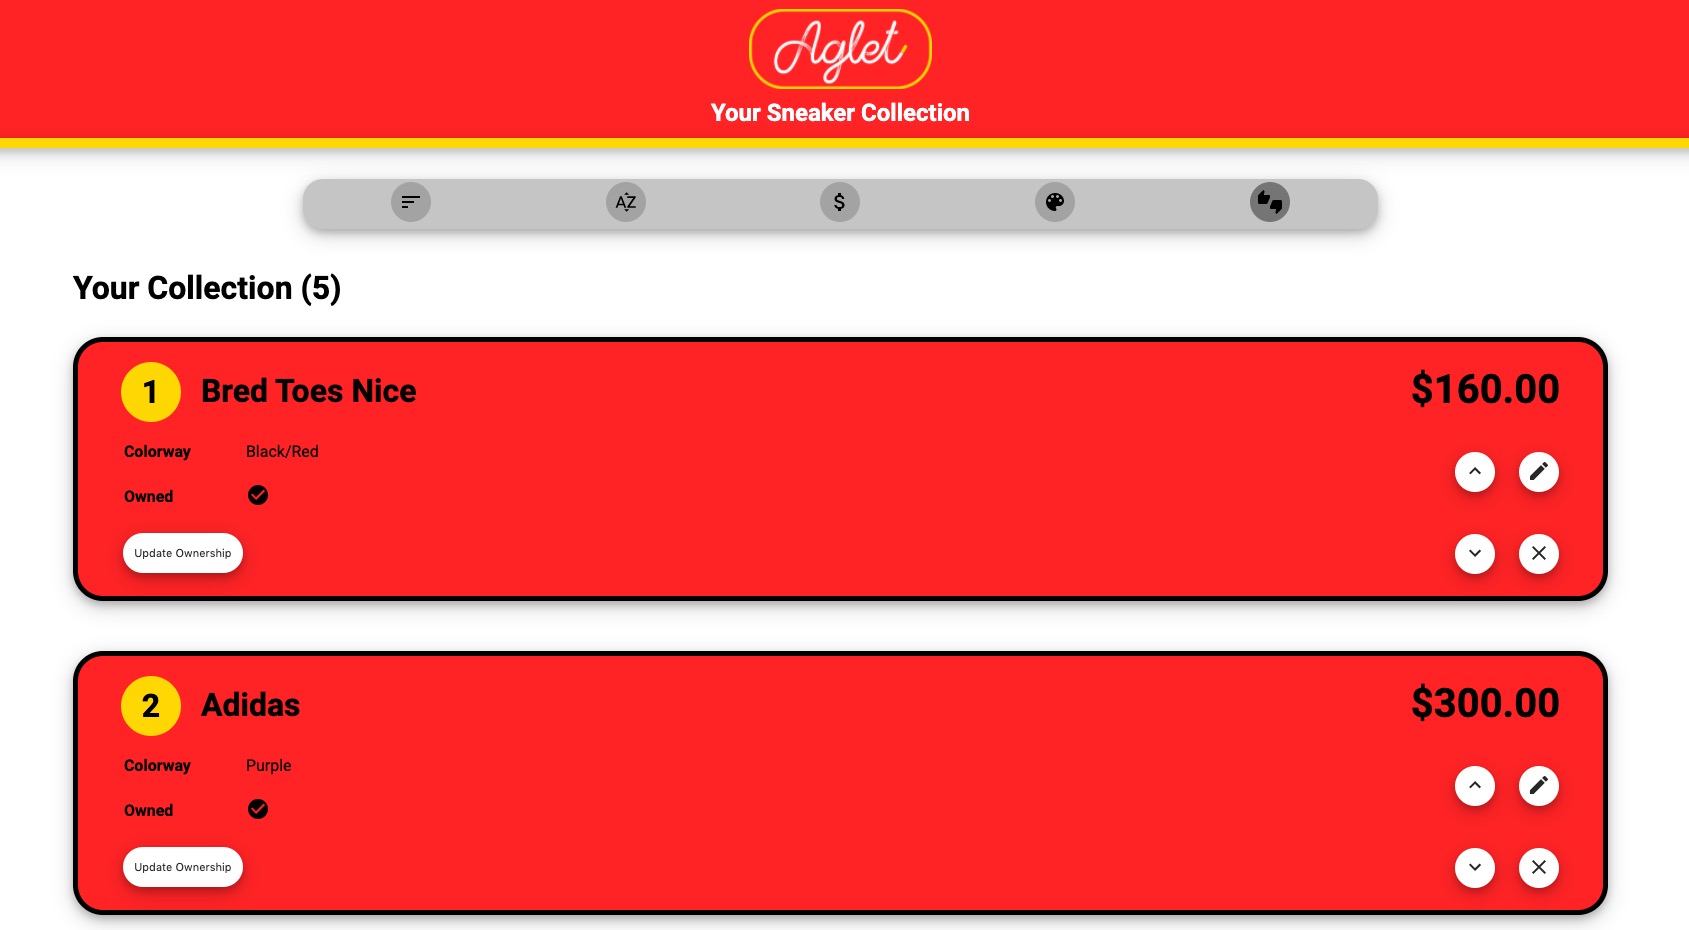 Aglet
Your Sneaker Collection
AZ
$
Your Collection (5)
1 Bred Toes Nice $160.00
Colorway Black/Red
Owned
Update Ownership
2 Adidas $300.00
Colorway Purple
Owned
Update Ownership